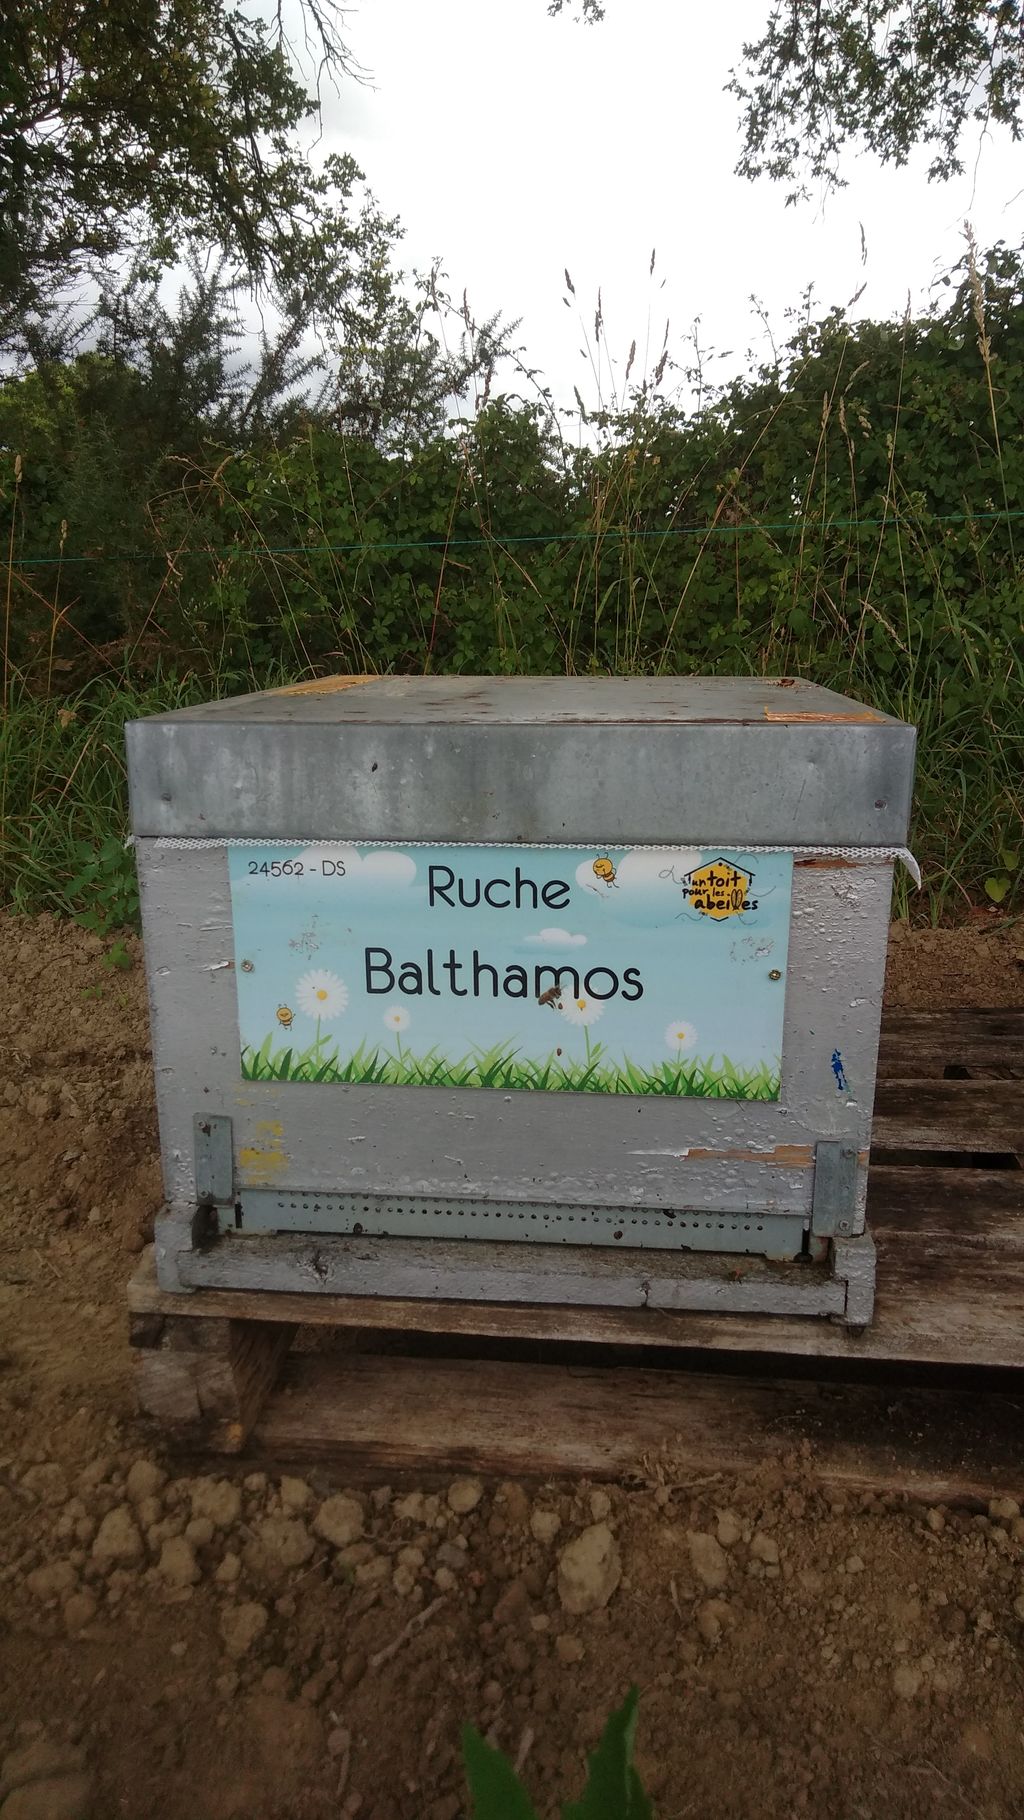 24562 - DS
Ruche
un toit
pour les
abeilles
Balthamos